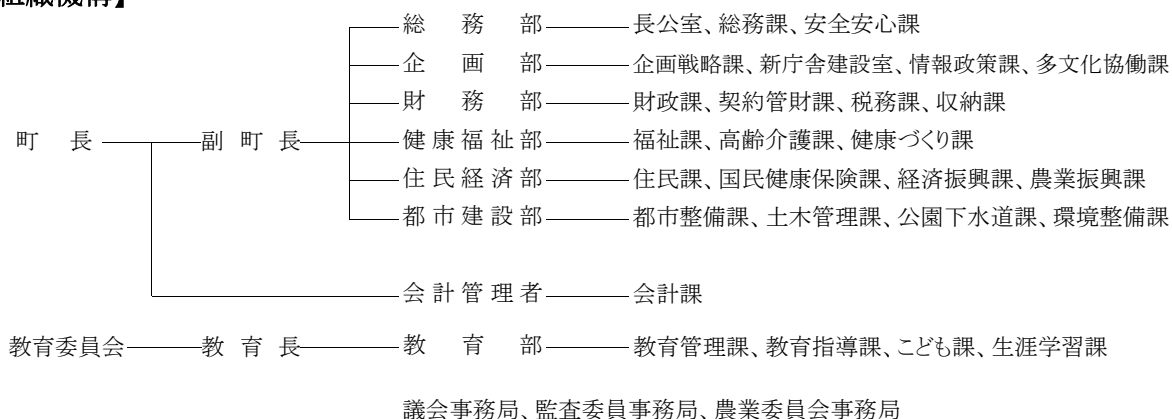 組織機構】
総務部 長公室、総務課、安全安心課
企画部 企画戦略課、新庁舎建設室、情報政策課、多文化協働課
財務部 財政課、契約管財課、税務課、収納課
町長 副町長 健康福祉部 福祉課、高齢介護課、健康づくり課
住民経済部 住民課、国民健康保険課、経済振興課、農業振興課
都市建設部 都市整備課、土木管理課、公園下水道課、環境整備課
会計管理者 会計課
教育委員会 教育長 教育部 教育管理課、教育指導課、こども課、生涯学習課
議会事務局、監査委員事務局、農業委員会事務局